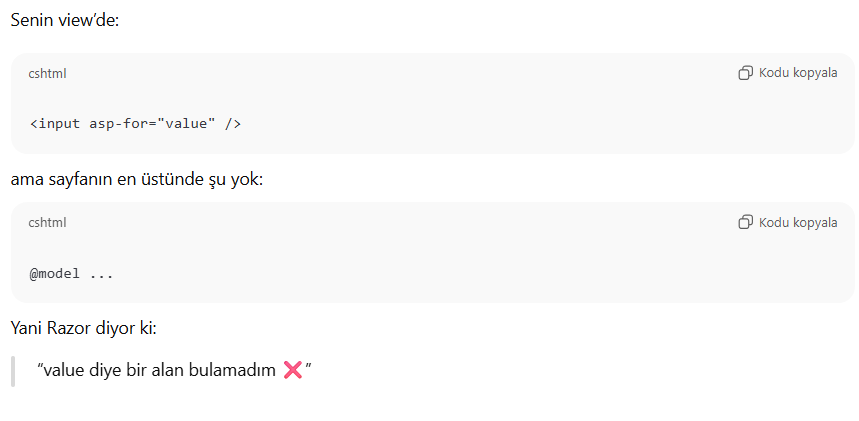 Senin view’de:
cshtml
Kodu kopyala
<input asp-for="value" />
ama sayfanın en üstünde şu yok:
cshtml
Kodu kopyala
@model ...
Yani Razor diyor ki:
“value diye bir alan bulamadım ❌”